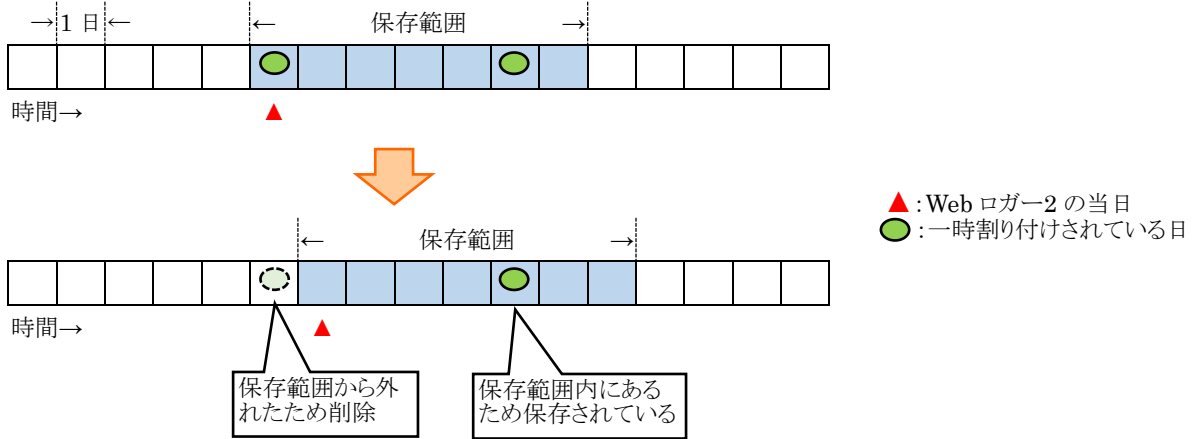 →1 日←
← 保存範囲 →
時間→
▲:Web ロガー2 の当日
:一時割り付けされている日
← 保存範囲 →
時間→
保存範囲から外
れたため削除
保存範囲内にある
ため保存されている